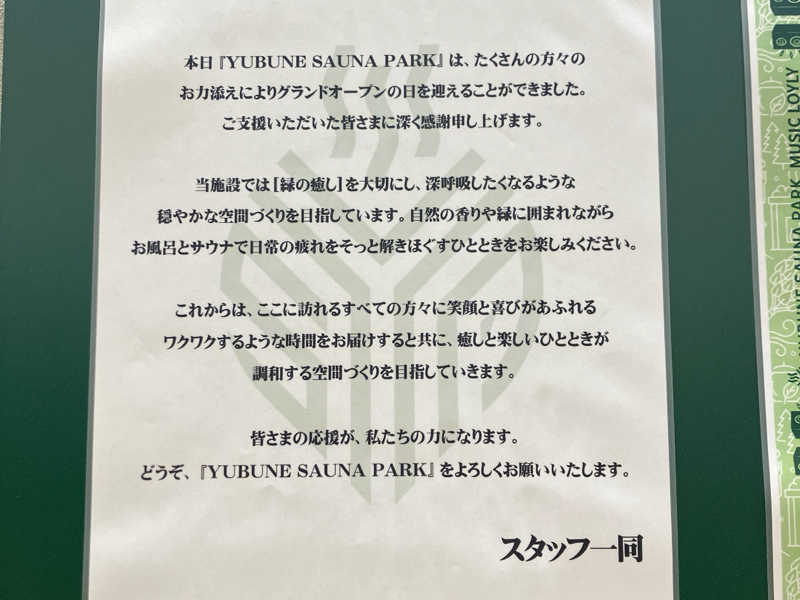 本日『YUBUNE SAUNA PARK』は、たくさんの方々の
お力添えによりグランドオープンの日を迎えることができました。
ご支援いただいた皆さまに深く感謝申し上げます。
当施設では[緑の癒し]を大切にし、深呼吸したくなるような
穏やかな空間づくりを目指しています。自然の香りや緑に囲まれながら
お風呂とサウナで日常の疲れをそっと解きほぐすひとときをお楽しみください。
これからは、ここに訪れるすべての方々に笑顔と喜びがあふれる
ワクワクするような時間をお届けすると共に、癒しと楽しいひとときが
調和する空間づくりを目指していきます。
皆さまの応援が、私たちの力になります。
どうぞ、『YUBUNE SAUNA PARK』をよろしくお願いいたします。
スタッフ一同
SAUNA PARK MUSIC LOYLY